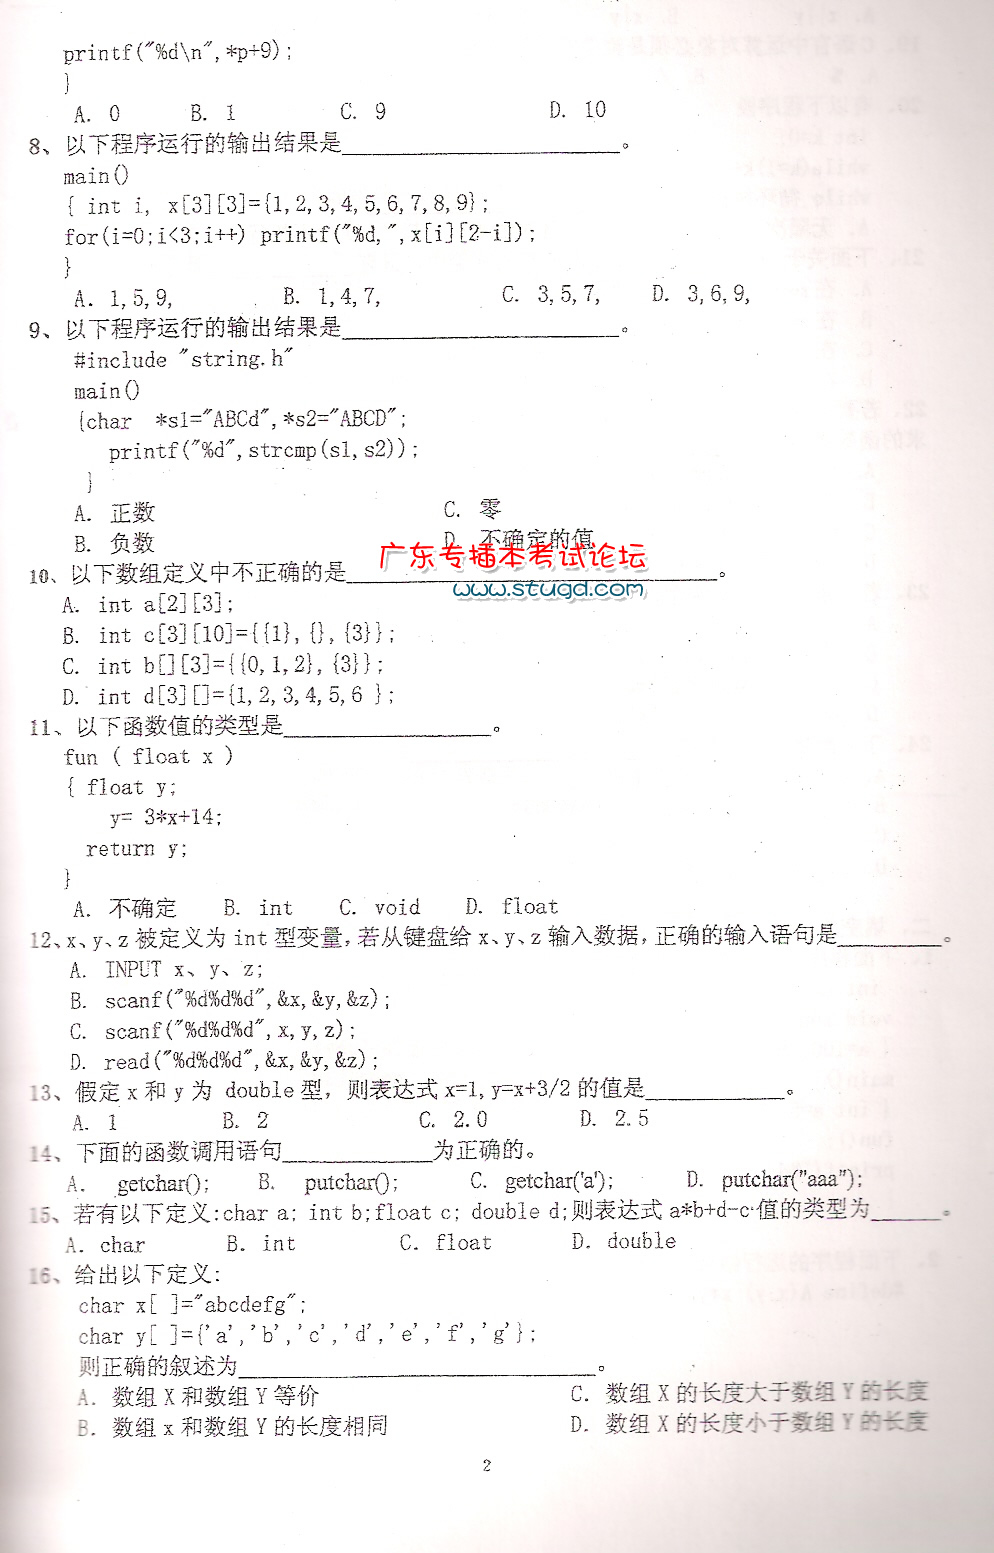 printf("%d\n",*p+9);
}
A. 0 B. 1 C. 9 D. 10
8、以下程序运行的输出结果是____________________。
main()
{ int i, x[3][3]={1,2,3,4,5,6,7,8,9};
for(i=0;i<3;i++) printf("%d,",x[i][2-i]);
}
A. 1,5,9, B. 1,4,7, C. 3,5,7, D. 3,6,9,
9、以下程序运行的输出结果是____________________。
#include "string.h"
main()
{char *s1="ABCd",*s2="ABCD";
printf("%d",strcmp(s1,s2));
}
A. 正数 C. 零
B. 负数 D. 不确定的值
广东专插本考试论坛
10、以下数组定义中不正确的是____________________。
www.stugd.com
A. int a[2][3];
B. int c[3][10]={{1},{},{3}};
C. int b[][3]={{0,1,2},{3}};
D. int d[3][]={1,2,3,4,5,6 };
11、以下函数值的类型是________________。
fun ( float x )
{ float y;
y= 3*x+14;
return y;
}
A. 不确定 B. int C. void D. float
12、x、y、z 被定义为 int 型变量,若从键盘给 x、y、z 输入数据,正确的输入语句是________。
A. INPUT x、y、z;
B. scanf("%d%d%d",&x,&y,&z);
C. scanf("%d%d%d",x,y,z);
D. read("%d%d%d",&x,&y,&z);
13、假定 x 和 y 为 double 型，则表达式 x=1,y=x+3/2 的值是__________。
A. 1 B. 2 C. 2.0 D. 2.5
14、下面的函数调用语句____________为正确的。
A. getchar(); B. putchar(); C. getchar('a'); D. putchar("aaa");
15、若有以下定义:char a; int b;float c; double d;则表达式 a*b+d-c 值的类型为______。
A. char B. int C. float D. double
16、给出以下定义:
char x[ ]="abcdefg";
char y[ ]={'a','b','c','d','e','f','g'};
则正确的叙述为____________________________。
A. 数组 X 和数组 Y 等价 C. 数组 X 的长度大于数组 Y 的长度
B. 数组 x 和数组 Y 的长度相同 D. 数组 X 的长度小于数组 Y 的长度
2